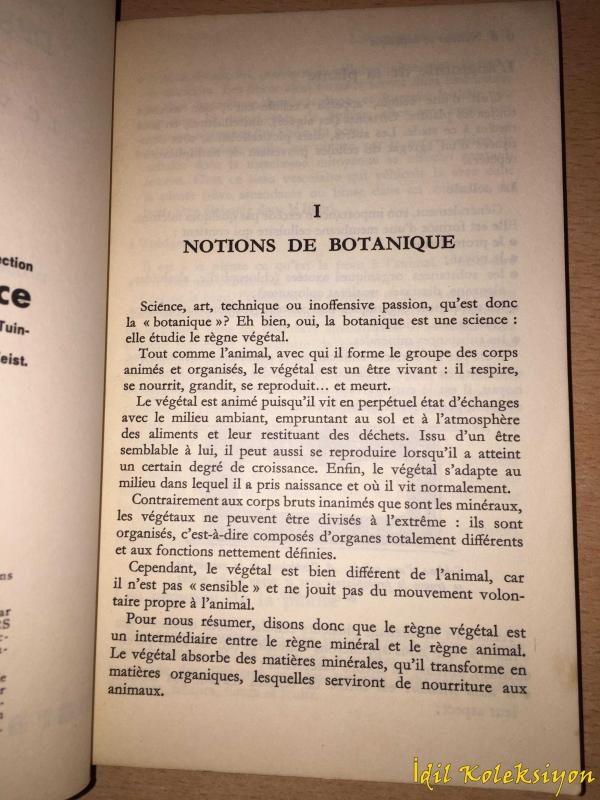 ection
ce
Tuin-
eist.
ns
ar
RS
c-
a-
e
r
I
NOTIONS DE BOTANIQUE
Science, art, technique ou inoffensive passion, qu'est donc
la « botanique »? Eh bien, oui, la botanique est une science :
elle étudie le règne végétal.
Tout comme l'animal, avec qui il forme le groupe des corps
animés et organisés, le végétal est un être vivant : il respire,
se nourrit, grandit, se reproduit... et meurt.
Le végétal est animé puisqu'il vit en perpétuel état d'échanges
avec le milieu ambiant, empruntant au sol et à l'atmosphère
des aliments et leur restituant des déchets. Issu d'un être
semblable à lui, il peut aussi se reproduire lorsqu'il a atteint
un certain degré de croissance. Enfin, le végétal s'adapte au
milieu dans lequel il a pris naissance et où il vit normalement.
Contrairement aux corps bruts inanimés que sont les minéraux,
les végétaux ne peuvent être divisés à l'extrême : ils sont
organisés, c'est-à-dire composés d'organes totalement différents
et aux fonctions nettement définies.
Cependant, le végétal est bien différent de l'animal, car
il n'est pas « sensible » et ne jouit pas du mouvement volon-
taire propre à l'animal.
Pour nous résumer, disons donc que le règne végétal est
un intermédiaire entre le règne minéral et le règne animal.
Le végétal absorbe des matières minérales, qu'il transforme en
matières organiques, lesquelles serviront de nourriture aux
animaux.
İdil Koleksiyon